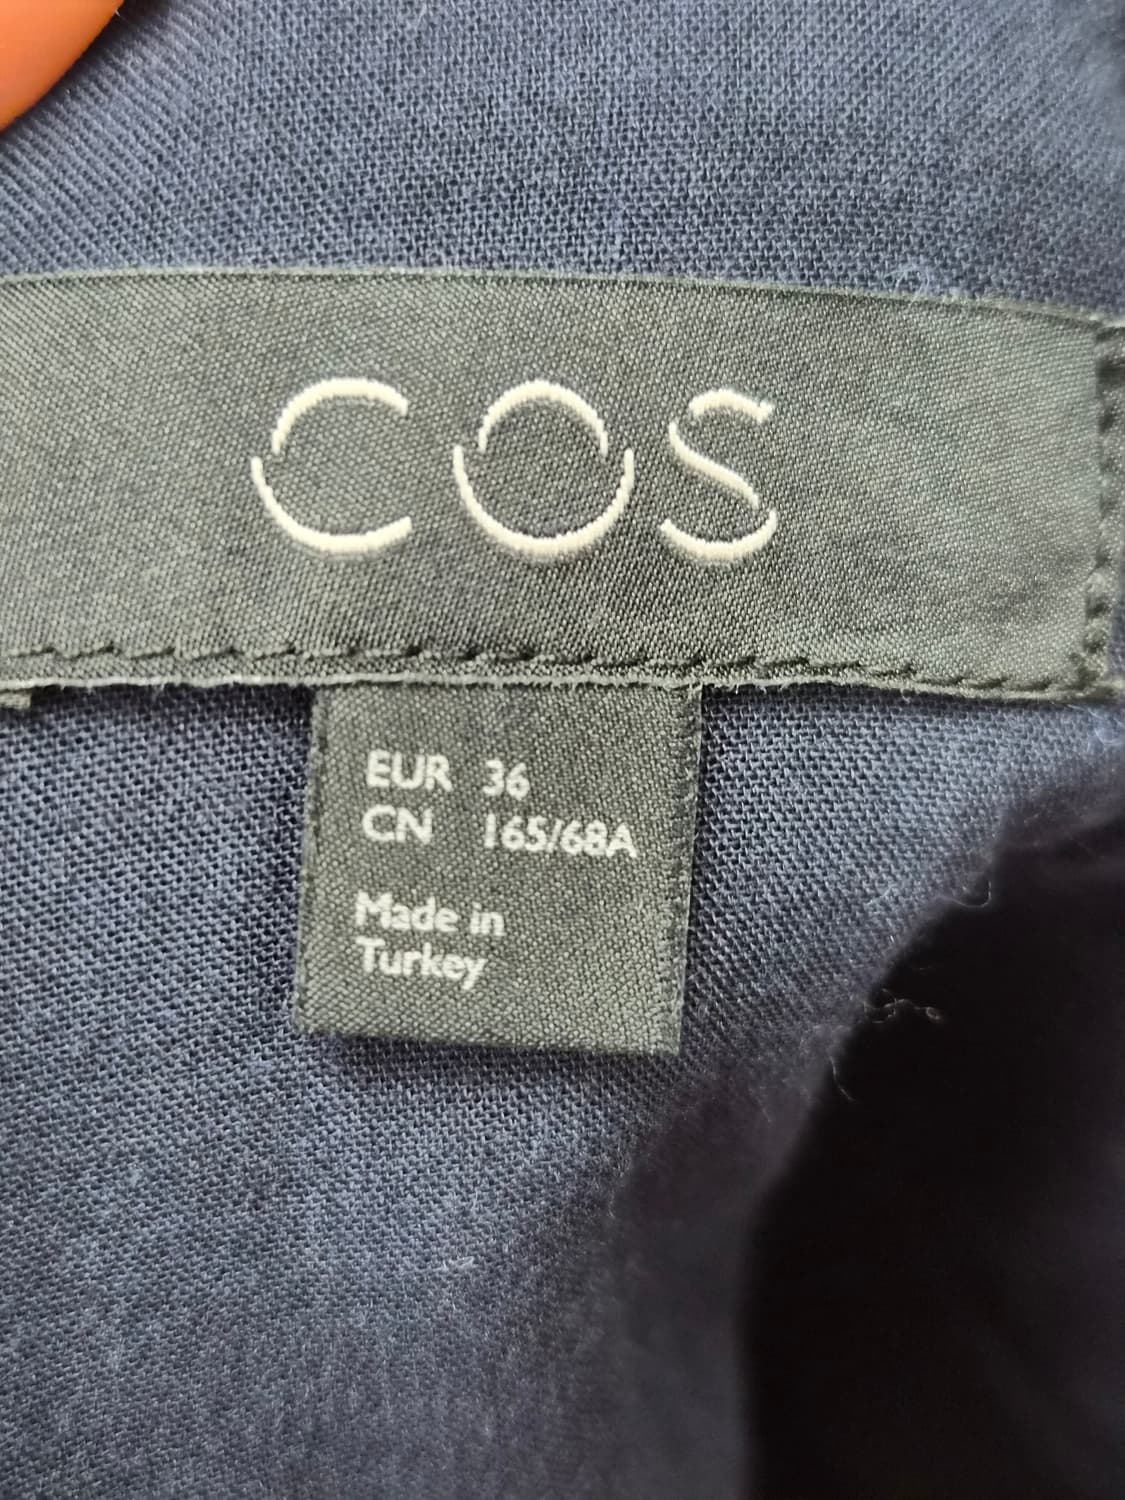 COS
EUR 36
CN 165/68A
Made in
Turkey